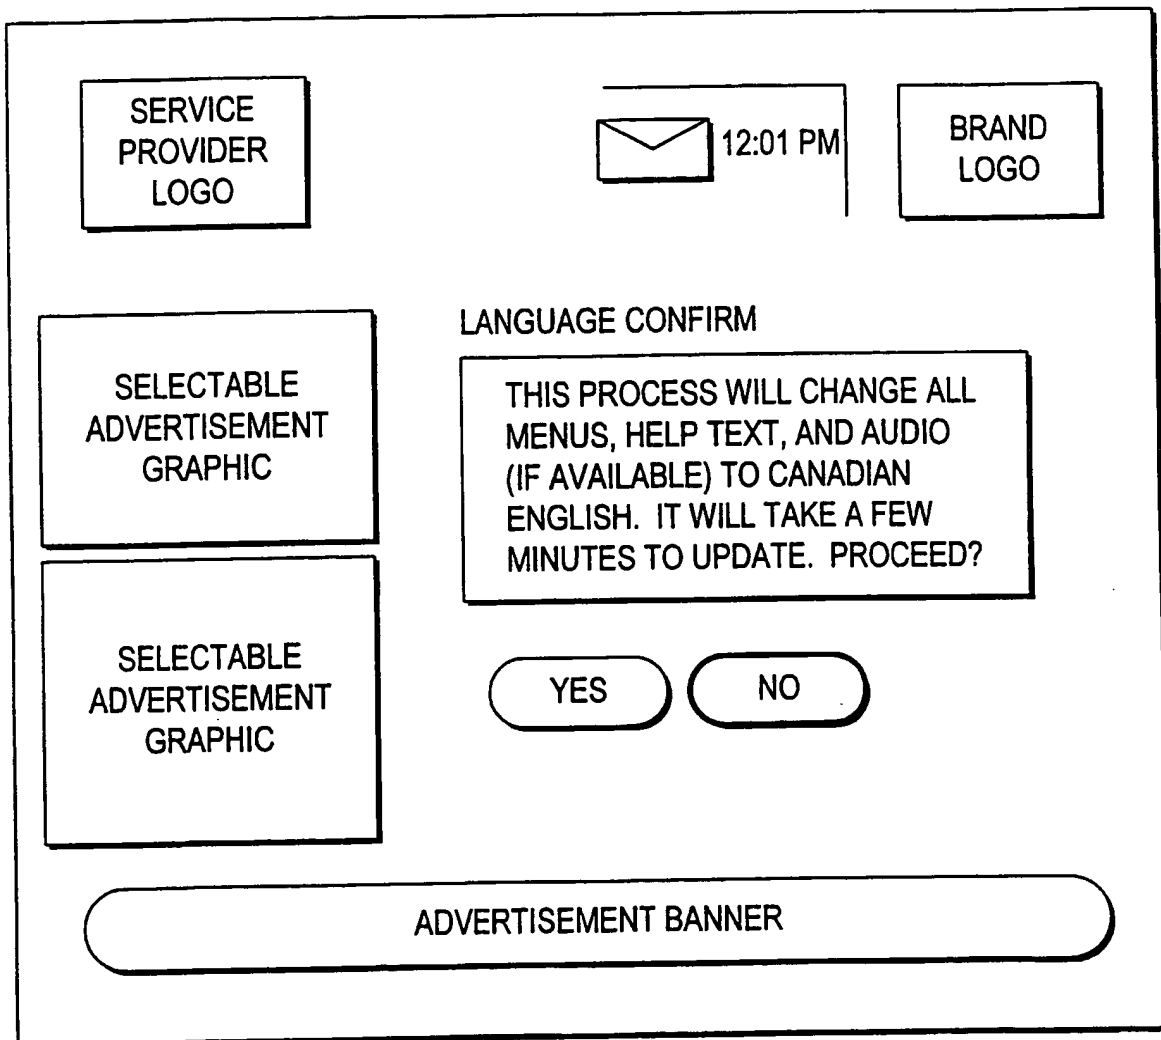 SERVICE
PROVIDER
LOGO
12:01 PM
BRAND
LOGO
SELECTABLE
ADVERTISEMENT
GRAPHIC
LANGUAGE CONFIRM
THIS PROCESS WILL CHANGE ALL
MENUS, HELP TEXT, AND AUDIO
(IF AVAILABLE) TO CANADIAN
ENGLISH. IT WILL TAKE A FEW
MINUTES TO UPDATE. PROCEED?
SELECTABLE
ADVERTISEMENT
GRAPHIC
YES
NO
ADVERTISEMENT BANNER